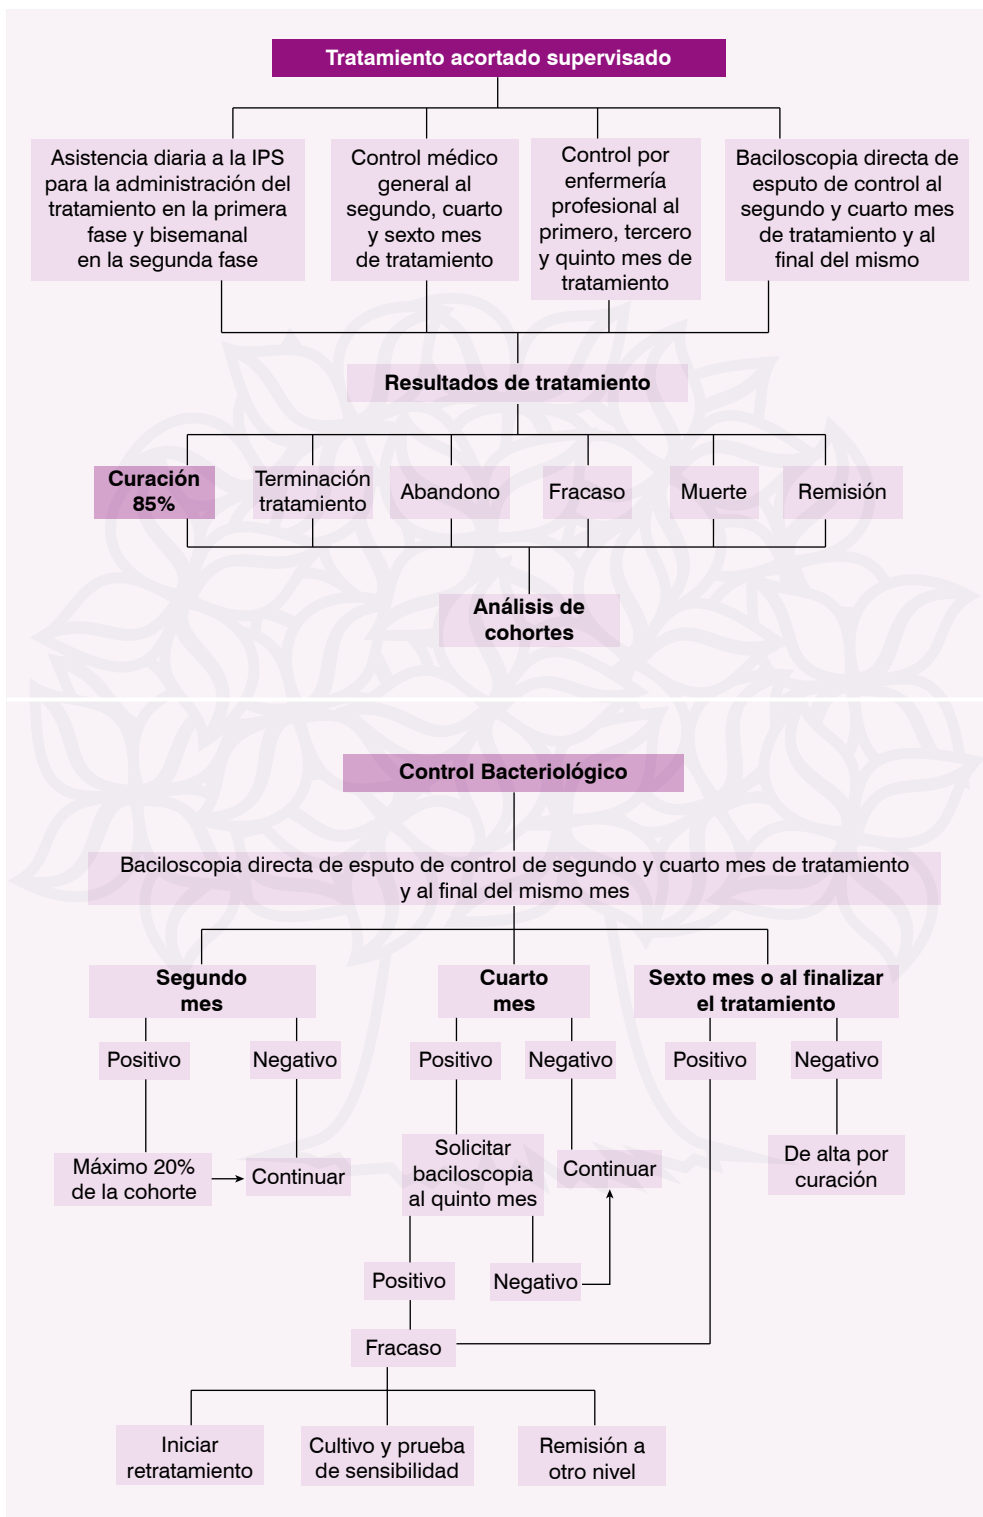 Tratamiento acortado supervisado
Asistencia diaria a la IPS
para la administración del
tratamiento en la primera
fase y bisemanal
en la segunda fase
Control médico
general al
segundo, cuarto
y sexto mes
de tratamiento
Control por
enfermería
profesional al
primero, tercero
y quinto mes de
tratamiento
Baciloscopia directa de
esputo de control al
segundo y cuarto mes
de tratamiento y al
final del mismo
Resultados de tratamiento
Curación
85%
Terminación
tratamiento
Abandono
Fracaso
Muerte
Remisión
Análisis de
cohortes
Control Bacteriológico
Baciloscopia directa de esputo de control de segundo y cuarto mes de tratamiento
y al final del mismo mes
Segundo
mes
Cuarto
mes
Sexto mes o al finalizar
el tratamiento
Positivo
Negativo
Positivo
Negativo
Positivo
Negativo
Máximo 20%
de la cohorte
Continuar
Solicitar
baciloscopia
al quinto mes
Continuar
De alta por
curación
Positivo
Negativo
Fracaso
Iniciar
retratamiento
Cultivo y prueba
de sensibilidad
Remisión a
otro nivel